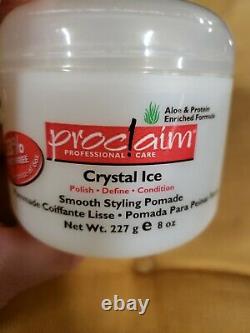 Aloe & Protein
Enriched Formula
proclaim
PROFESSIONAL CARE
Crystal Ice
Polish • Define • Condition
Smooth Styling Pomade
Coiffante Lisse • Pomada Para Peinar
Net Wt. 227 g e 8 oz